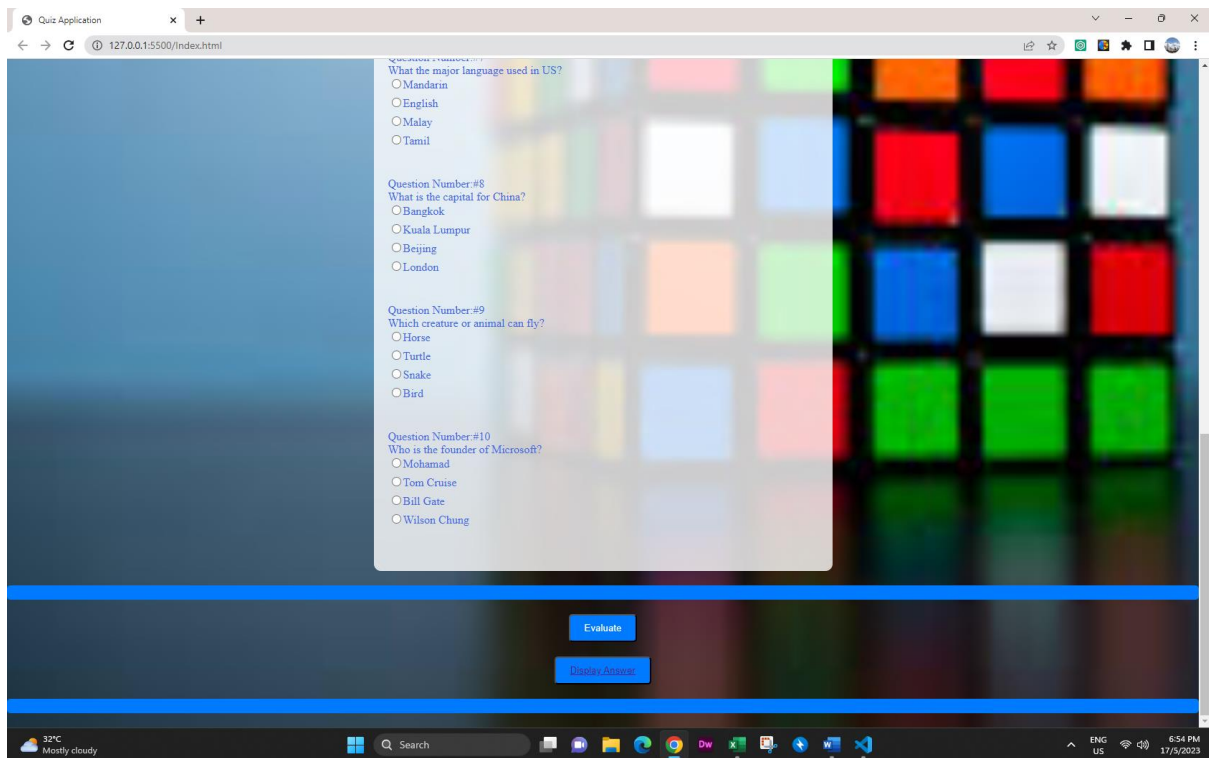 Quiz Application
127.0.0.1:5500/Index.html
What the major language used in US?
Mandarin
English
Malay
Tamil
Question Number:#8
What is the capital for China?
Bangkok
Kuala Lumpur
Beijing
London
Question Number:#9
Which creature or animal can fly?
Horse
Turtle
Snake
Bird
Question Number:#10
Who is the founder of Microsoft?
Mohamad
Tom Cruise
Bill Gate
Wilson Chung
Evaluate
Display Answer
32°C
Mostly cloudy
Search
Dw
ENG
US
6:54 PM
17/5/2023